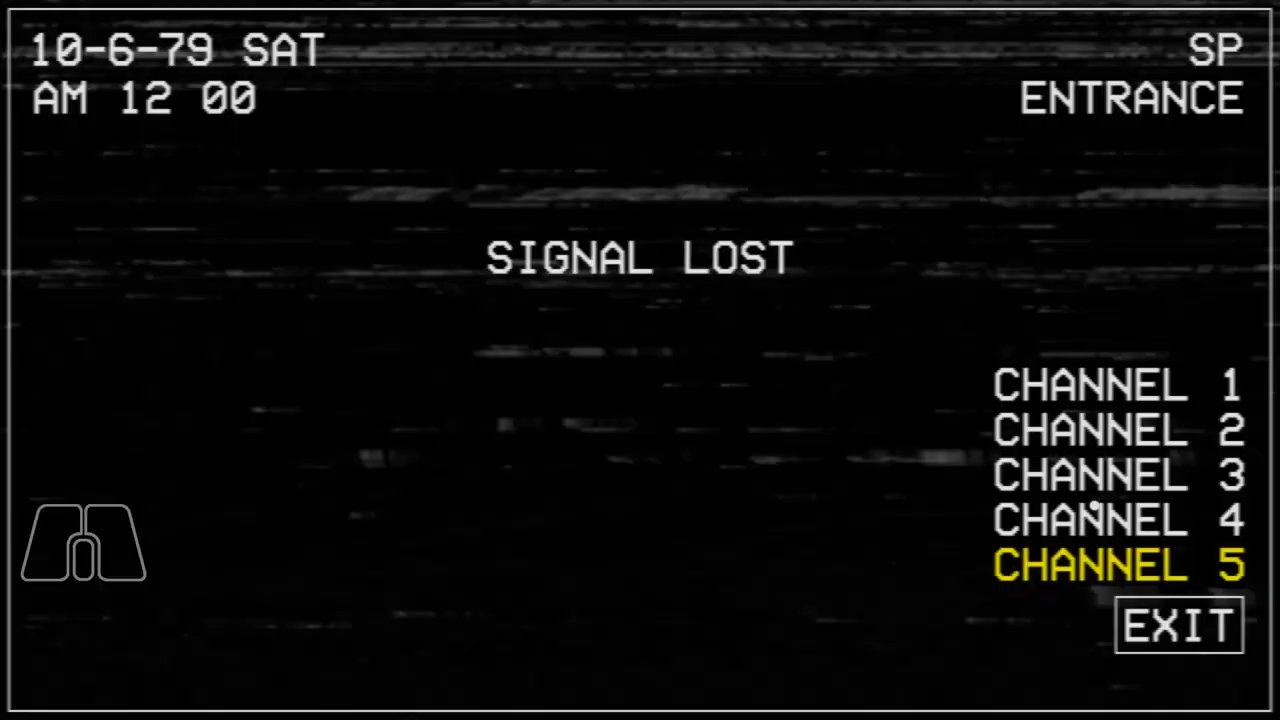 10-6-79 SAT
AM 12 00
SP
ENTRANCE
SIGNAL LOST
CHANNEL 1
CHANNEL 2
CHANNEL 3
CHANNEL 4
CHANNEL 5
EXIT